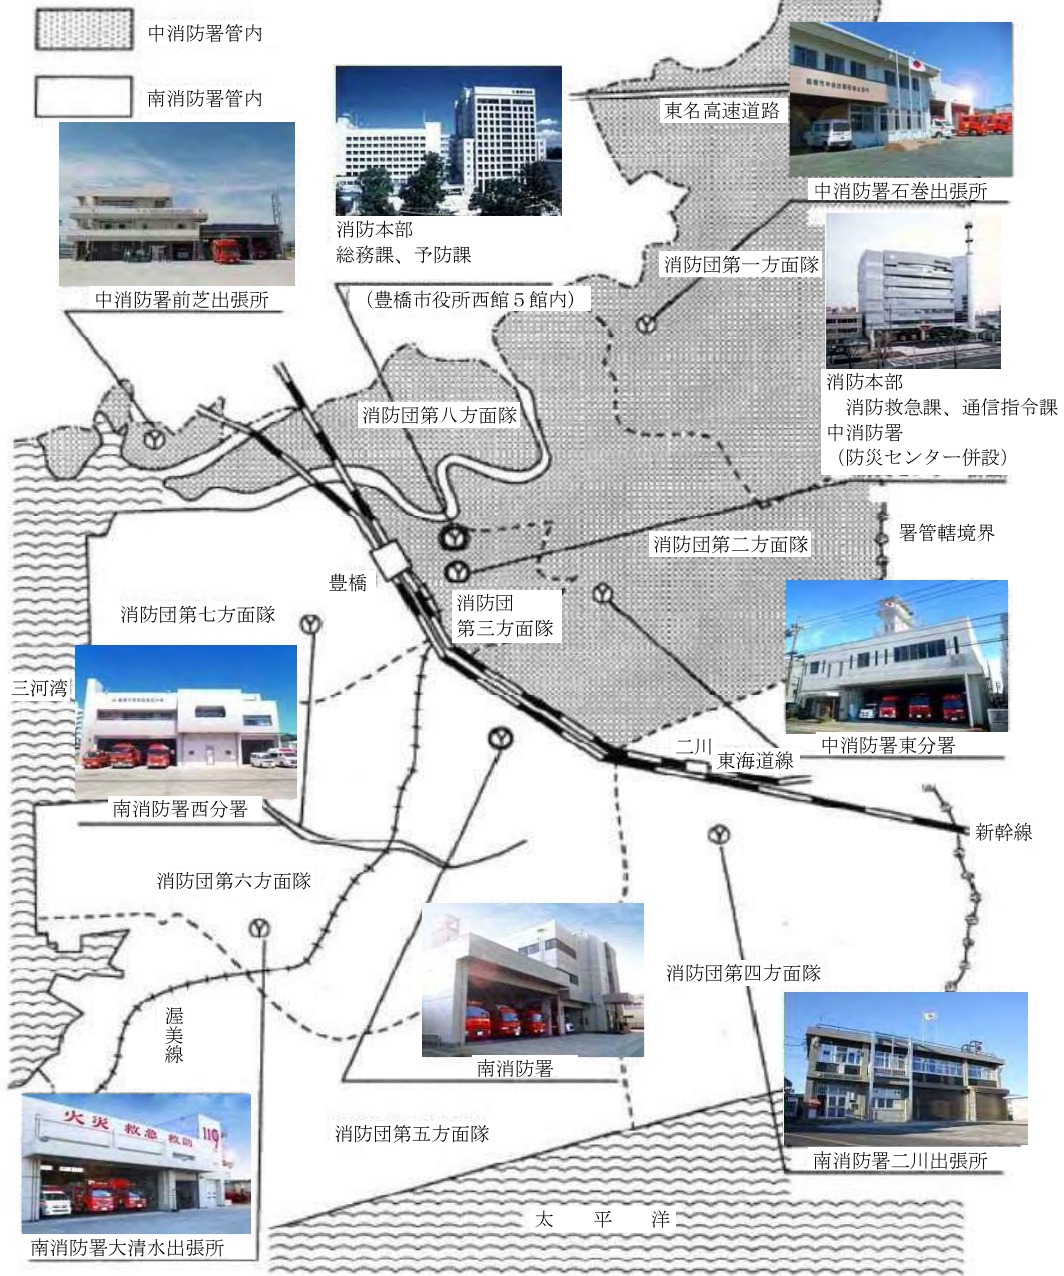 中消防署管内
南消防署管内
東名高速道路
中消防署石巻出張所
消防本部
総務課、予防課
(豊橋市役所西館5館内)
中消防署前芝出張所
消防団第一方面隊
消防本部
消防救急課、通信指令課
中消防署
(防災センター併設)
消防団第八方面隊
署管轄境界
消防団第二方面隊
豊橋
消防団
第三方面隊
消防団第七方面隊
三河湾
二川
東海道線
中消防署東分署
南消防署西分署
新幹線
消防団第六方面隊
消防団第四方面隊
渥美線
南消防署
消防団第五方面隊
火災 救急 救助 119
南消防署二川出張所
太平洋
南消防署大清水出張所